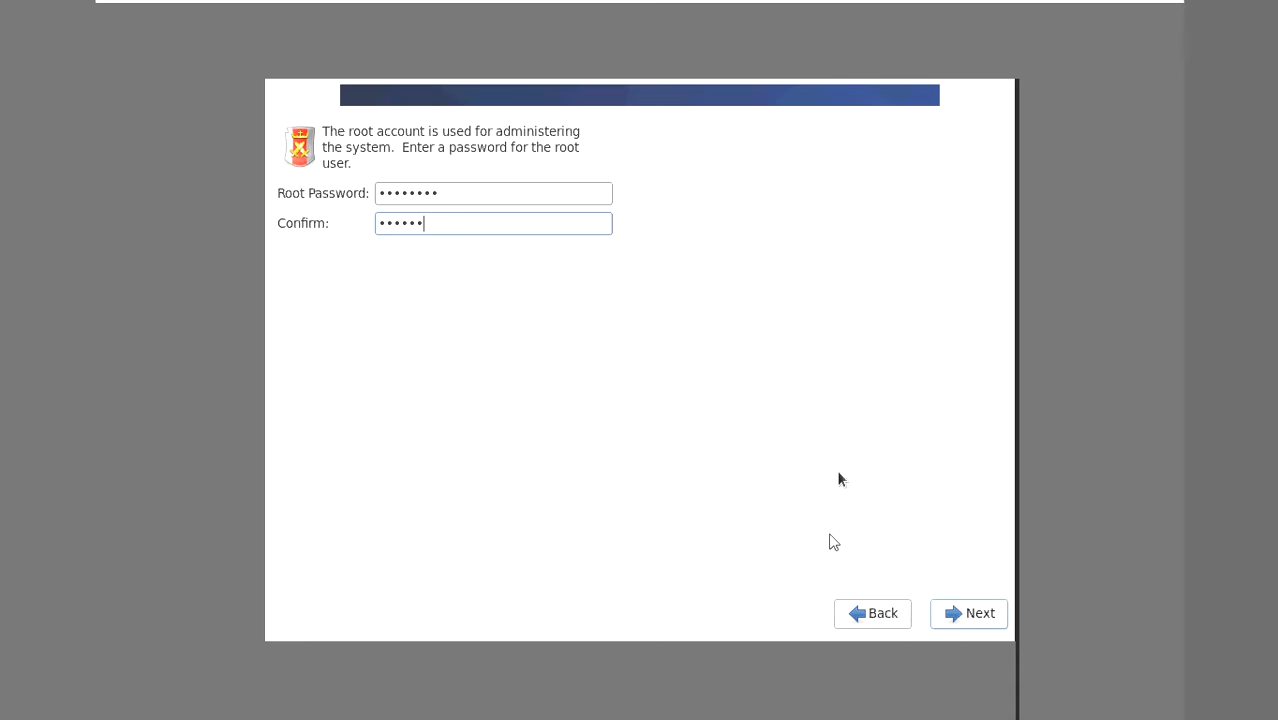 The root account is used for administering
the system.  Enter a password for the root
user.
Root Password: ••••••••
Confirm: ••••••
Back
Next